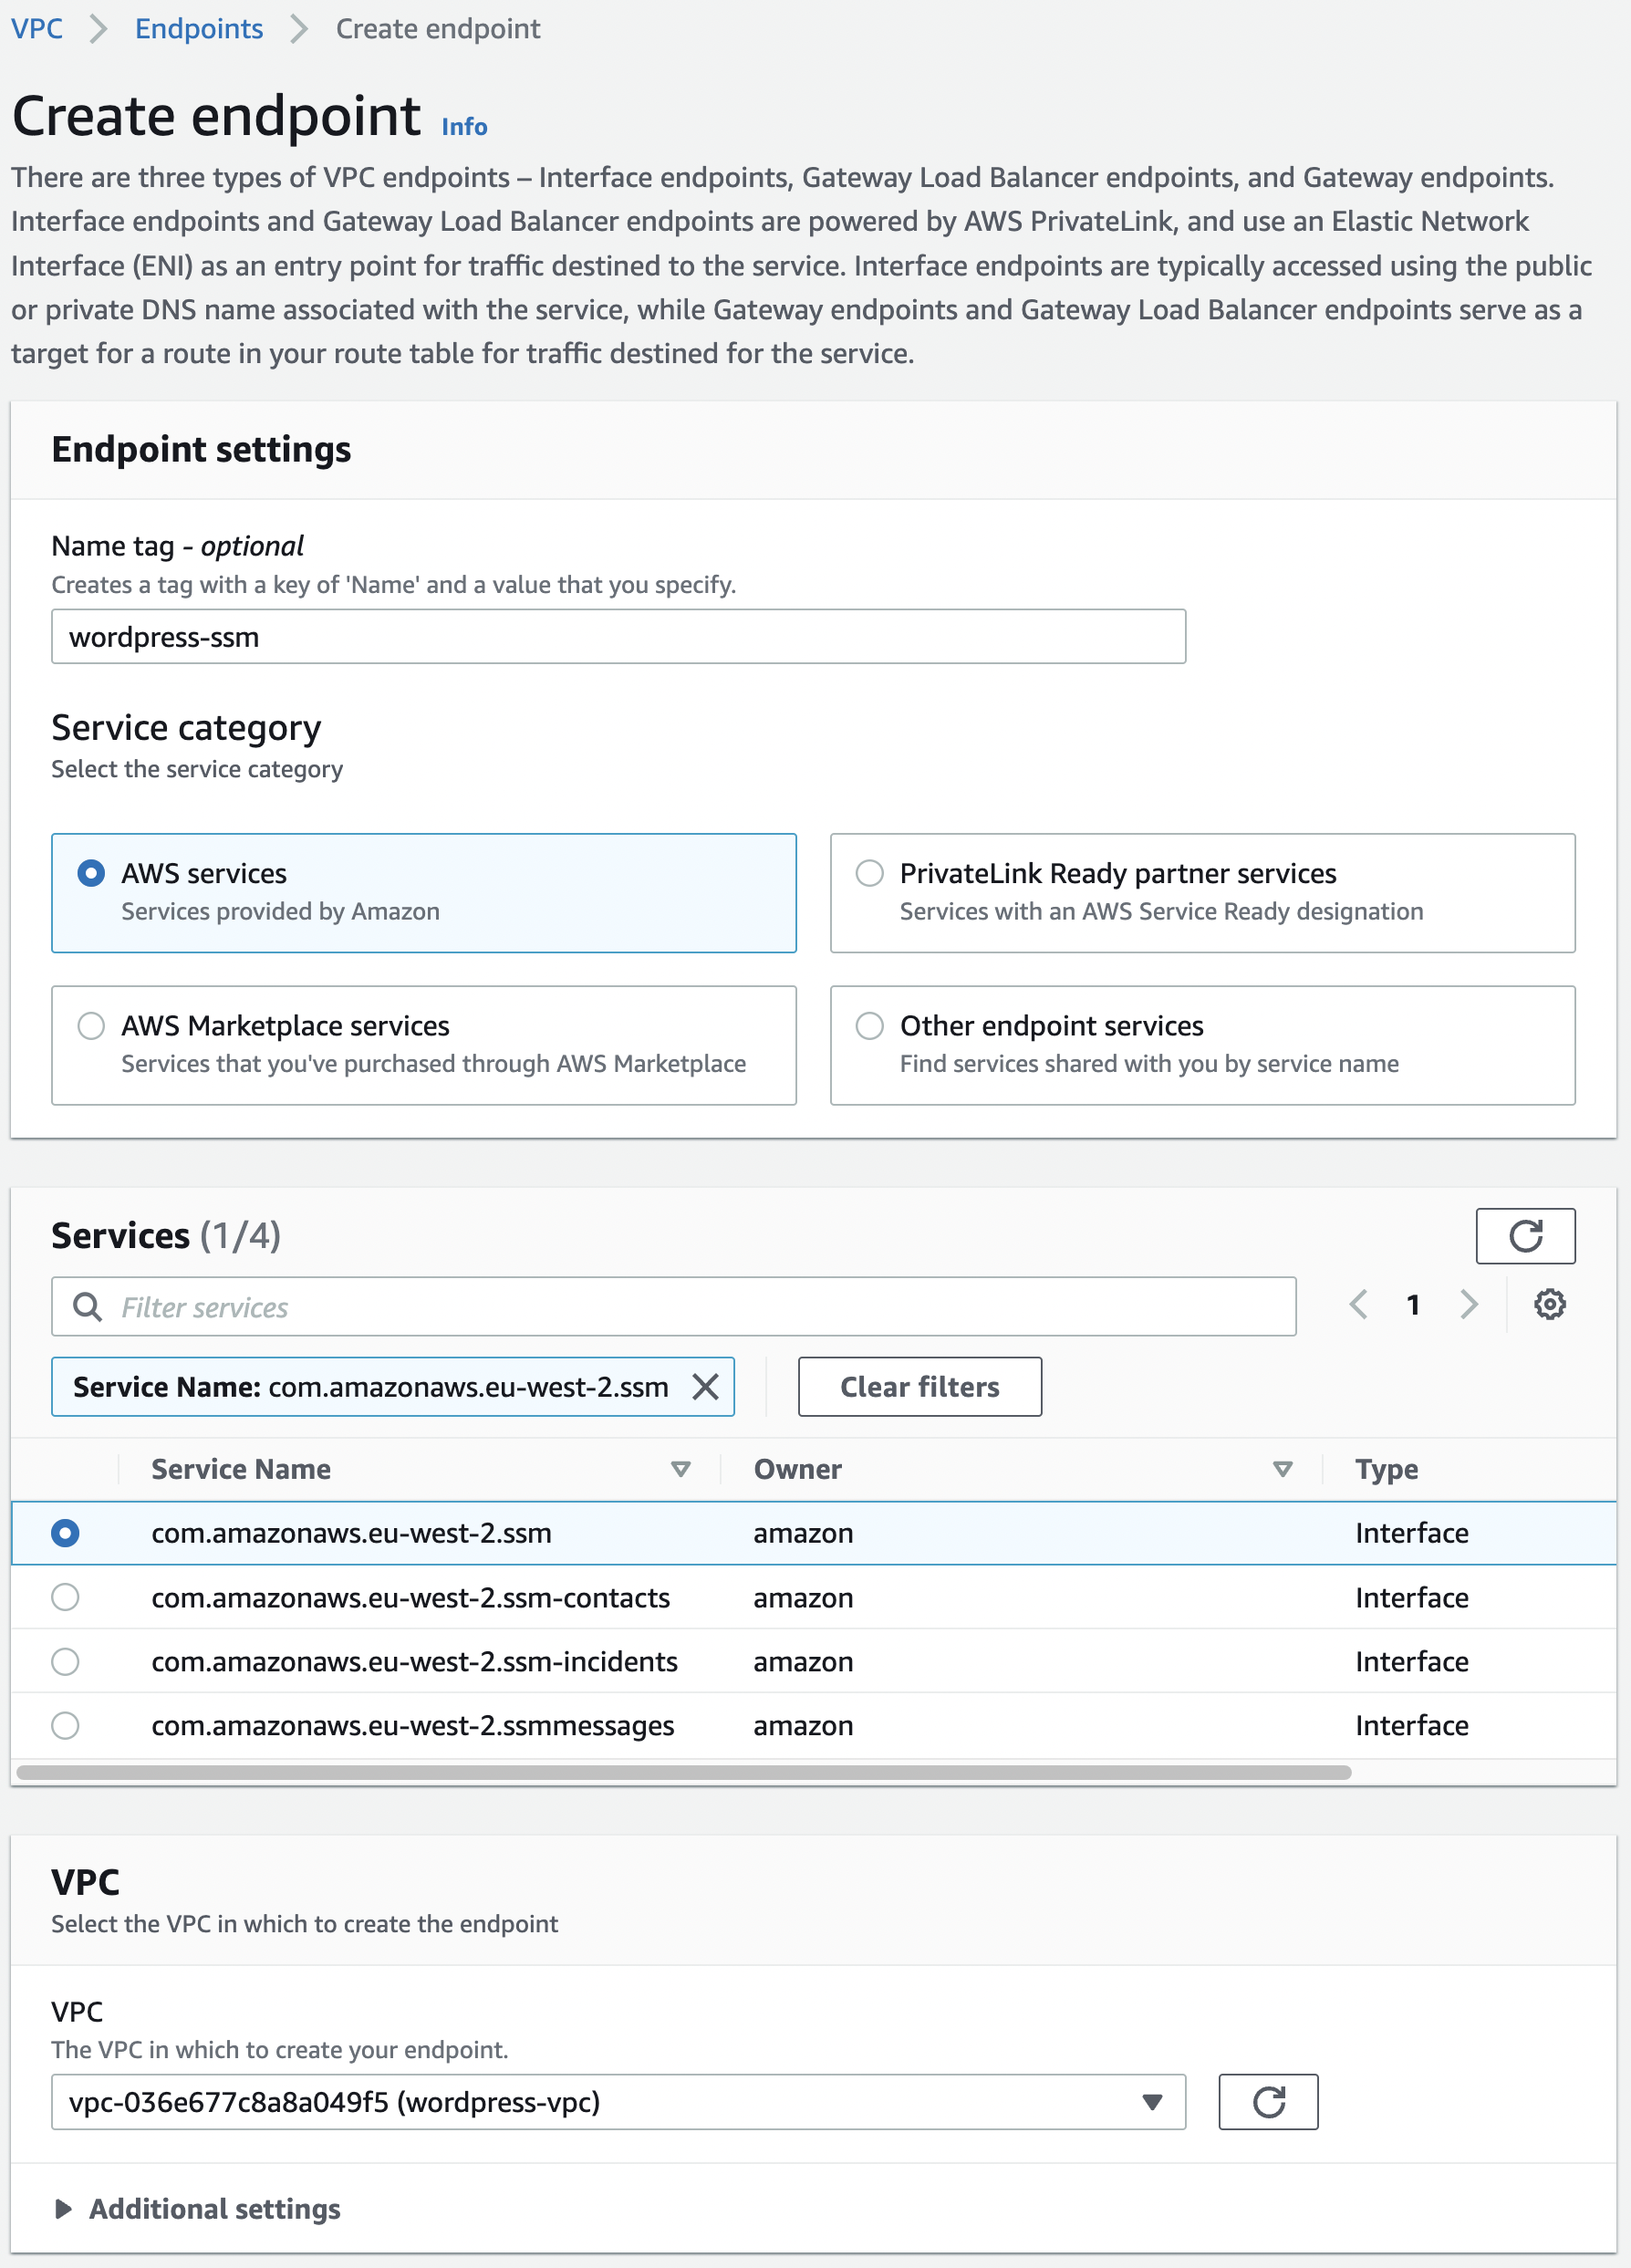 VPC > Endpoints > Create endpoint
Create endpoint Info
There are three types of VPC endpoints – Interface endpoints, Gateway Load Balancer endpoints, and Gateway endpoints.
Interface endpoints and Gateway Load Balancer endpoints are powered by AWS PrivateLink, and use an Elastic Network
Interface (ENI) as an entry point for traffic destined to the service. Interface endpoints are typically accessed using the public
or private DNS name associated with the service, while Gateway endpoints and Gateway Load Balancer endpoints serve as a
target for a route in your route table for traffic destined for the service.
Endpoint settings
Name tag - optional
Creates a tag with a key of 'Name' and a value that you specify.
wordpress-ssm
Service category
Select the service category
AWS services
Services provided by Amazon
PrivateLink Ready partner services
Services with an AWS Service Ready designation
AWS Marketplace services
Services that you've purchased through AWS Marketplace
Other endpoint services
Find services shared with you by service name
Services (1/4)
Filter services
1
Service Name: com.amazonaws.eu-west-2.ssm
Clear filters
Service Name Owner Type
com.amazonaws.eu-west-2.ssm amazon Interface
com.amazonaws.eu-west-2.ssm-contacts amazon Interface
com.amazonaws.eu-west-2.ssm-incidents amazon Interface
com.amazonaws.eu-west-2.ssmmessages amazon Interface
VPC
Select the VPC in which to create the endpoint
VPC
The VPC in which to create your endpoint.
vpc-036e677c8a8a049f5 (wordpress-vpc)
Additional settings